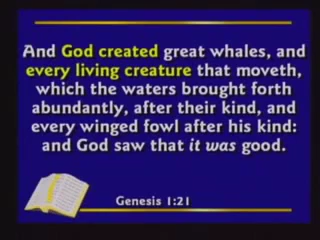 And God created great whales, and
every living creature that moveth,
which the waters brought forth
abundantly, after their kind, and
every winged fowl after his kind:
and God saw that it was good.
Genesis 1:21